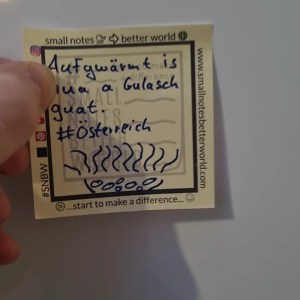 small notes better world
Aufgwärmt is
nua a Gulasch
guat.
#Österreich
www.smallnotesbetterworld.com
#SNBW
...start to make a difference...